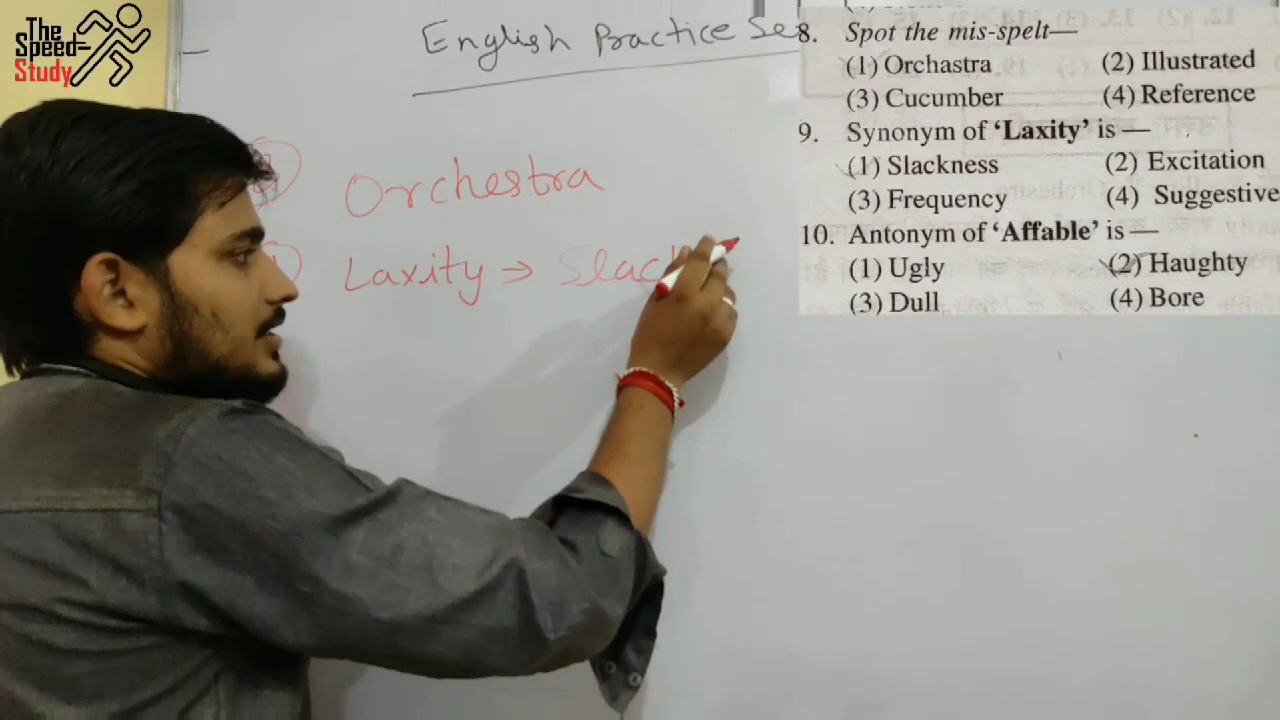 The
Speed-
Study
English Practice Se
Orchestra
Laxity → Slack
8. Spot the mis-spelt—
(1) Orchastra (2) Illustrated
(3) Cucumber (4) Reference
9. Synonym of ‘Laxity’ is —
(1) Slackness (2) Excitation
(3) Frequency (4) Suggestive
10. Antonym of ‘Affable’ is —
(1) Ugly (2) Haughty
(3) Dull (4) Bore